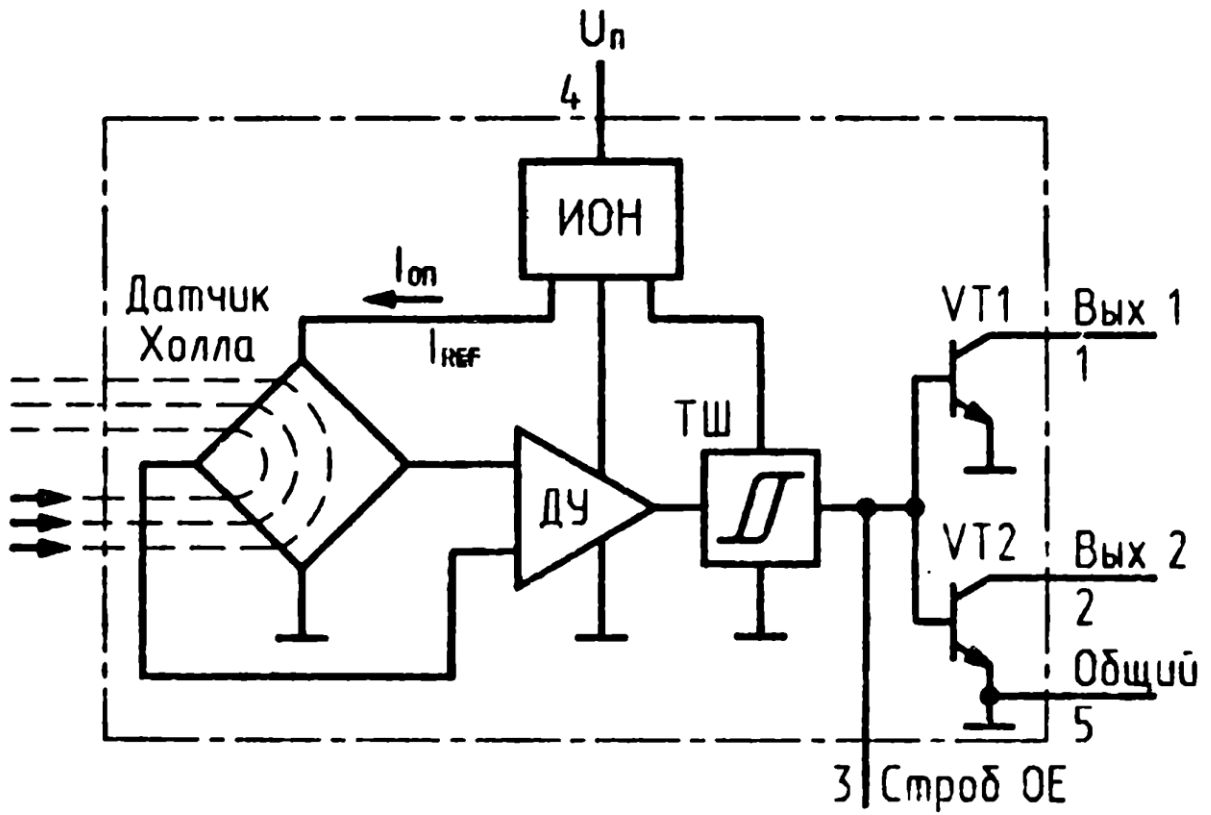 Uп
4
ИОН
Iоп
IREF
Датчик
Холла
VT1
Вых 1
1
ТШ
ДУ
VT2
Вых 2
2
Общий
5
3 Строб ОЕ